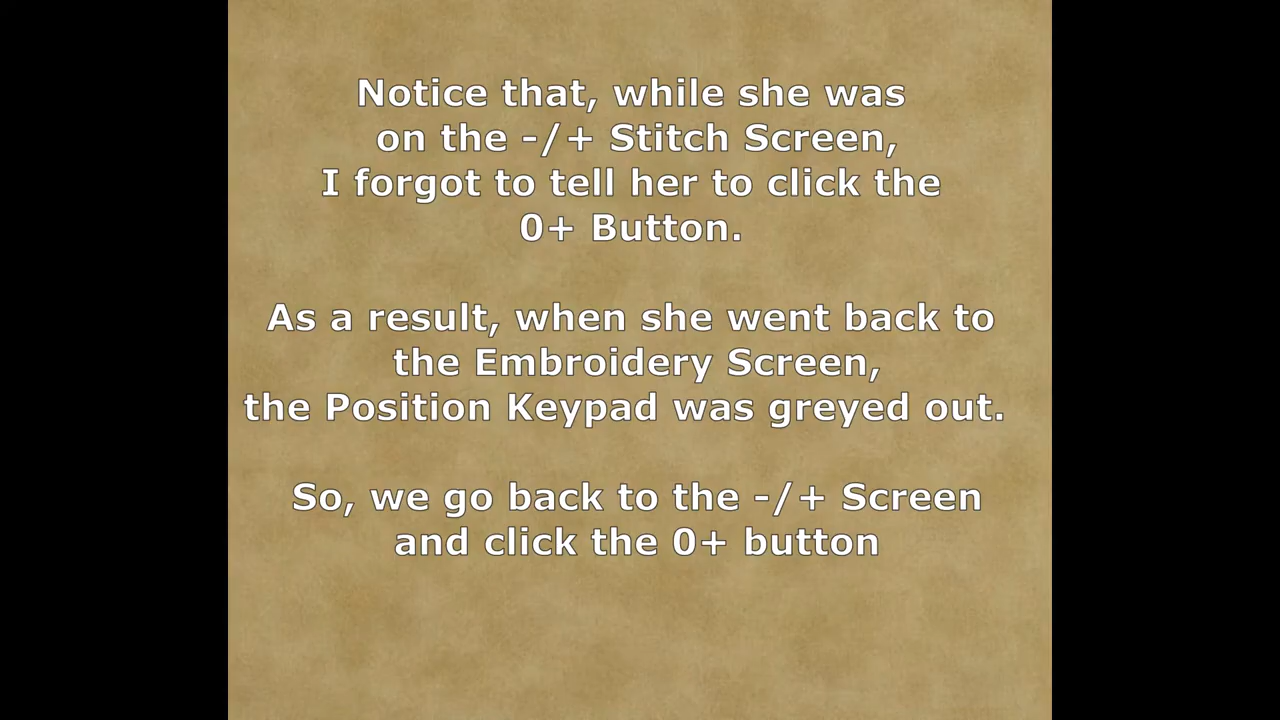 Notice that, while she was
on the -/+ Stitch Screen,
I forgot to tell her to click the
0+ Button.
As a result, when she went back to
the Embroidery Screen,
the Position Keypad was greyed out.
So, we go back to the -/+ Screen
and click the 0+ button